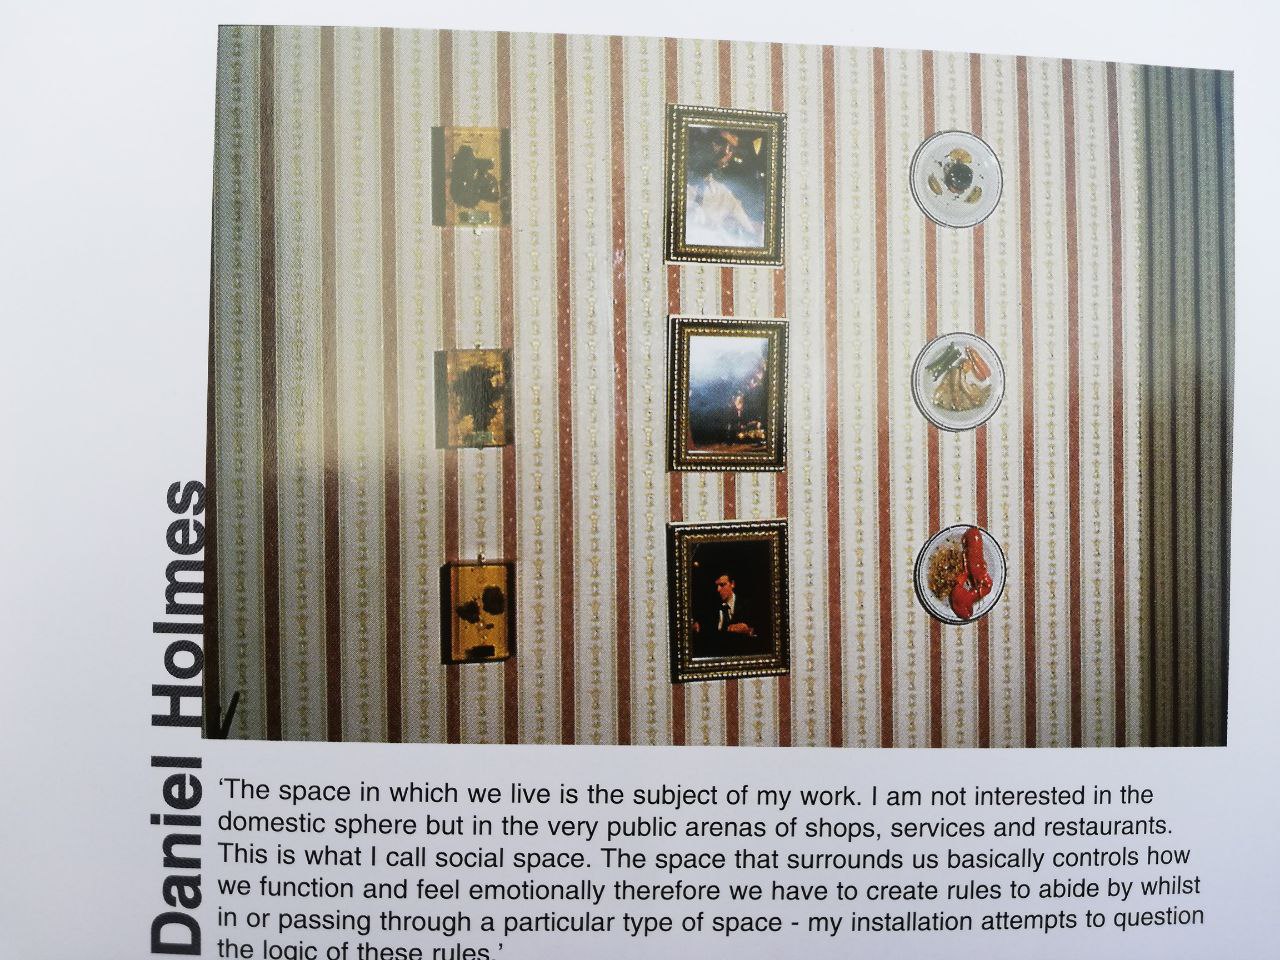 Daniel Holmes
‘The space in which we live is the subject of my work. I am not interested in the
domestic sphere but in the very public arenas of shops, services and restaurants.
This is what I call social space. The space that surrounds us basically controls how
we function and feel emotionally therefore we have to create rules to abide by whilst
in or passing through a particular type of space - my installation attempts to question
the logic of these rules.’